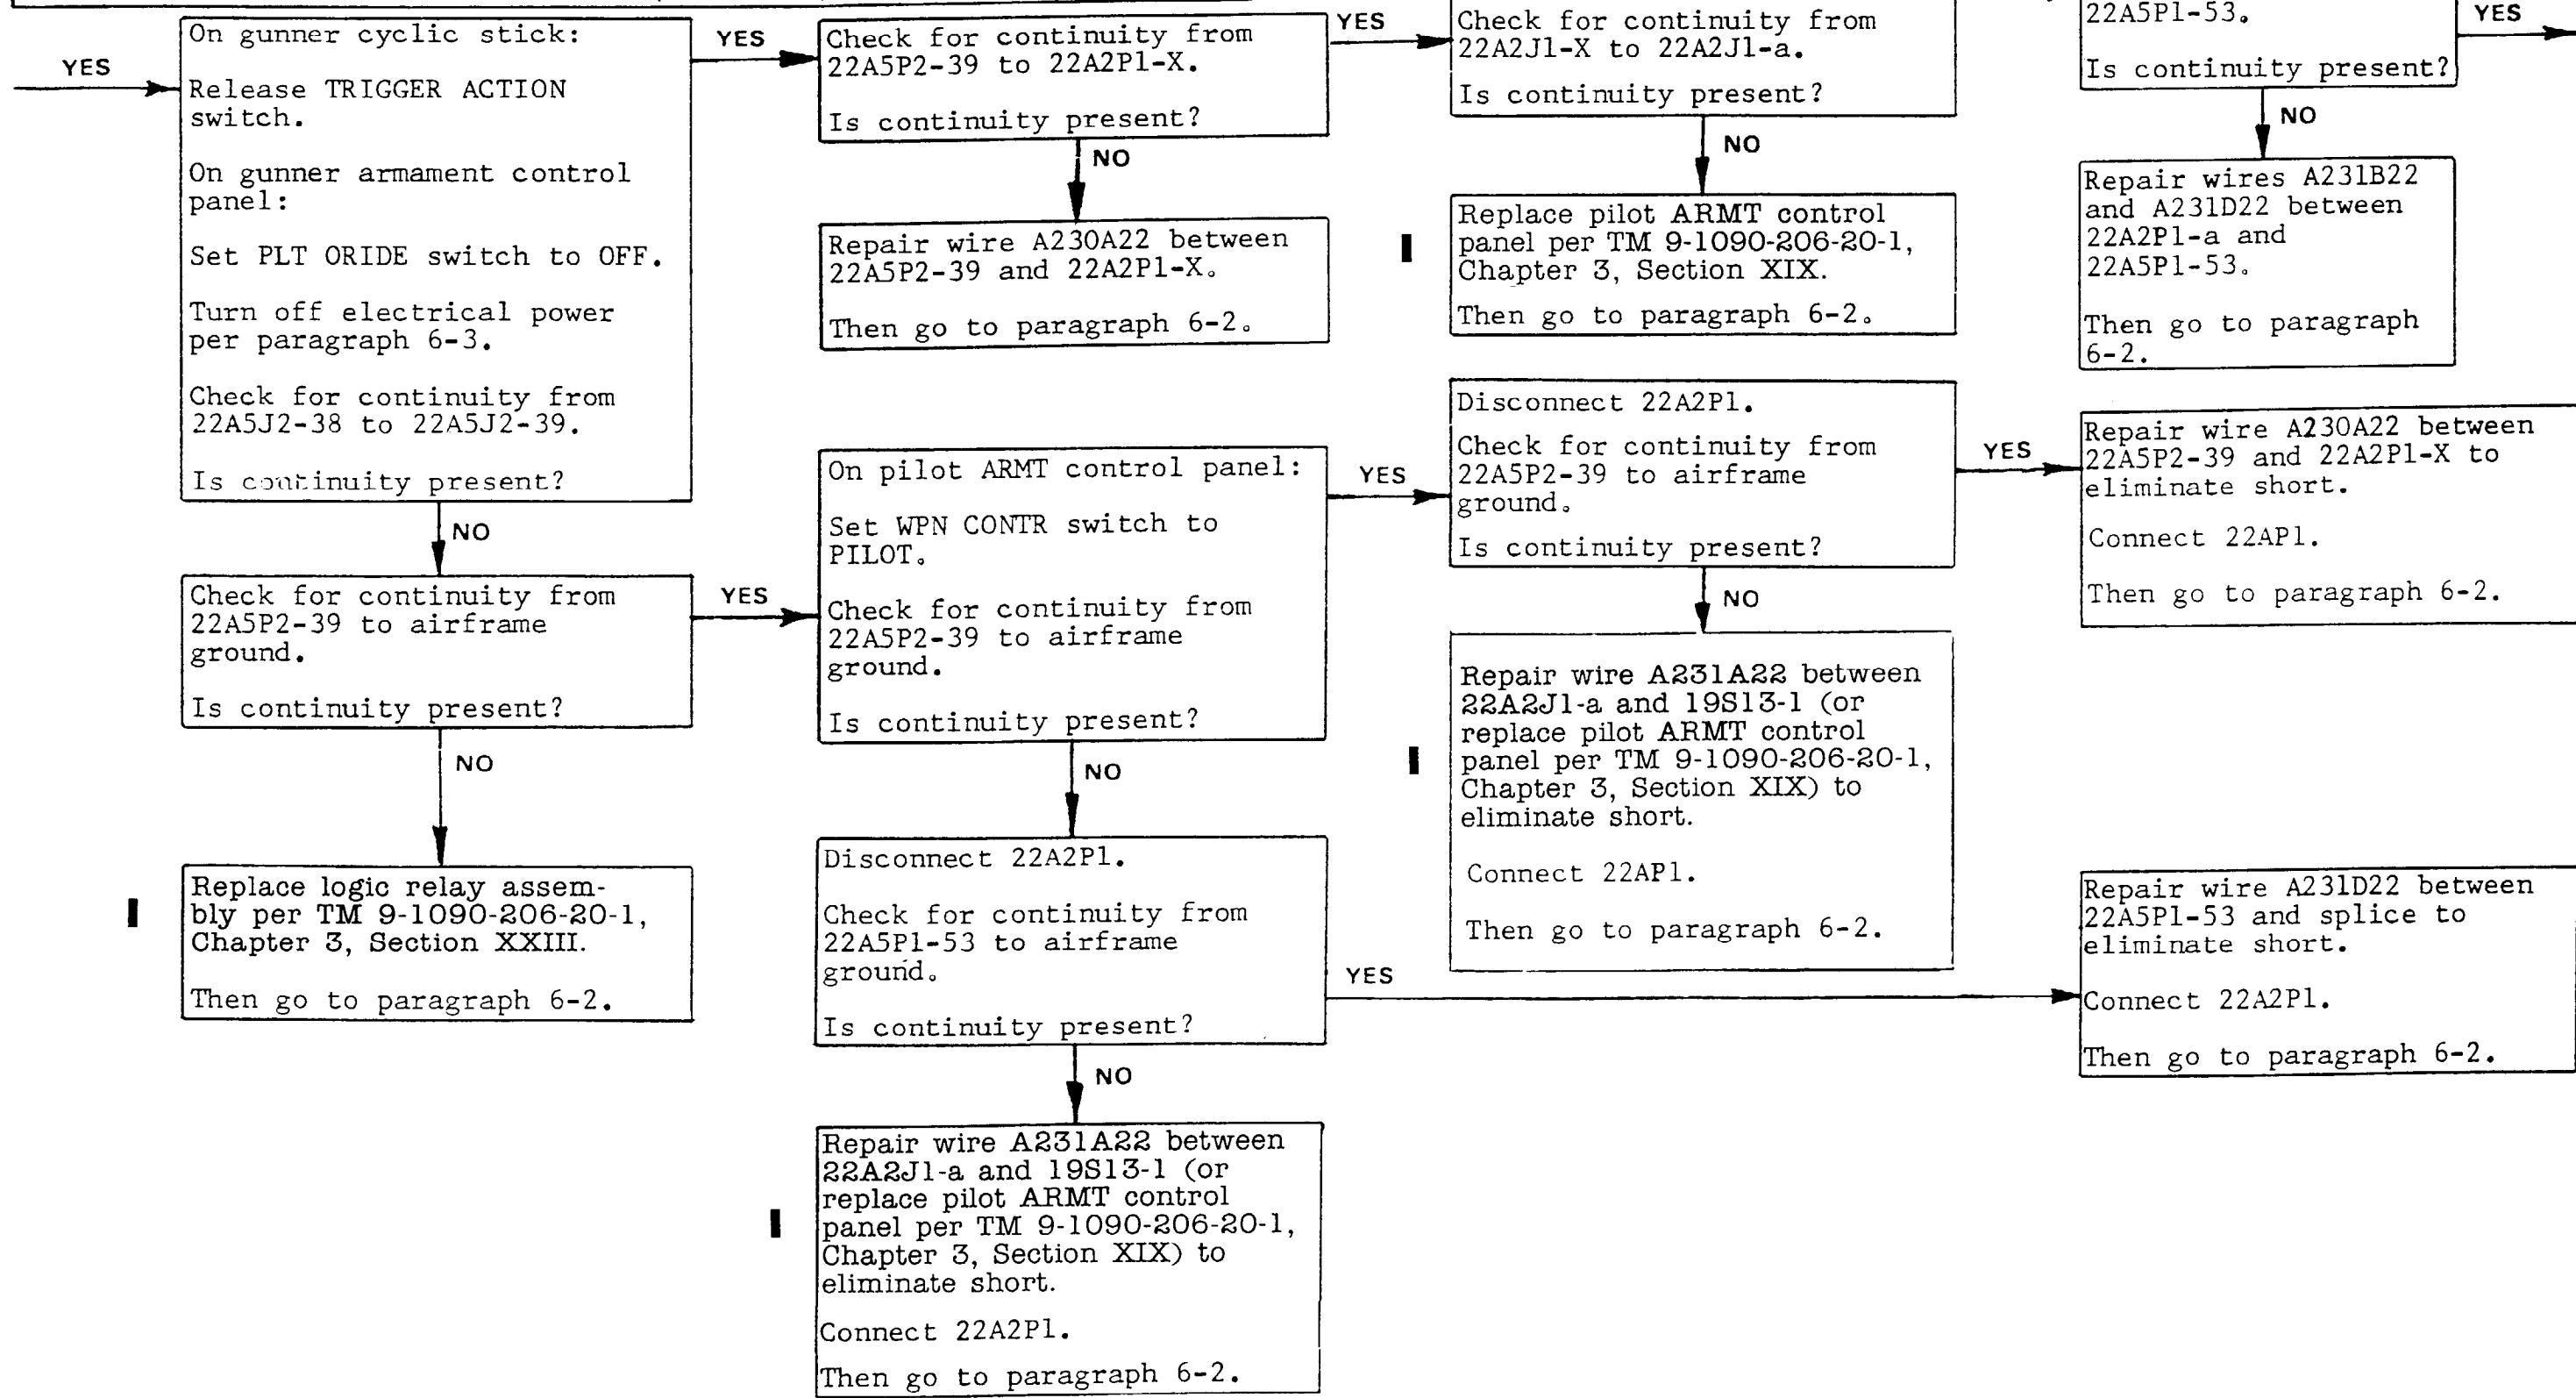 YES
On gunner cyclic stick:
Release TRIGGER ACTION
switch.
On gunner armament control
panel:
Set PLT ORIDE switch to OFF.
Turn off electrical power
per paragraph 6-3.
Check for continuity from
22A5J2-38 to 22A5J2-39.
Is continuity present?
YES
NO
Check for continuity from
22A5P2-39 to 22A2P1-X.
Is continuity present?
YES
NO
Repair wire A230A22 between
22A5P2-39 and 22A2P1-X.
Then go to paragraph 6-2.
Check for continuity from
22A2J1-X to 22A2J1-a.
Is continuity present?
NO
Replace pilot ARMT control
panel per TM 9-1090-206-20-1,
Chapter 3, Section XIX.
Then go to paragraph 6-2.
22A5P1-53.
Is continuity present?
YES
NO
Repair wires A231B22
and A231D22 between
22A2P1-a and
22A5P1-53.
Then go to paragraph
6-2.
Check for continuity from
22A5P2-39 to airframe
ground.
Is continuity present?
YES
NO
Replace logic relay assem-
bly per TM 9-1090-206-20-1,
Chapter 3, Section XXIII.
Then go to paragraph 6-2.
On pilot ARMT control panel:
Set WPN CONTR switch to
PILOT.
Check for continuity from
22A5P2-39 to airframe
ground.
Is continuity present?
YES
NO
Disconnect 22A2P1.
Check for continuity from
22A5P2-39 to airframe
ground.
Is continuity present?
YES
NO
Repair wire A230A22 between
22A5P2-39 and 22A2P1-X to
eliminate short.
Connect 22AP1.
Then go to paragraph 6-2.
Repair wire A231A22 between
22A2J1-a and 19S13-1 (or
replace pilot ARMT control
panel per TM 9-1090-206-20-1,
Chapter 3, Section XIX) to
eliminate short.
Connect 22AP1.
Then go to paragraph 6-2.
Disconnect 22A2P1.
Check for continuity from
22A5P1-53 to airframe
ground.
Is continuity present?
YES
NO
Repair wire A231D22 between
22A5P1-53 and splice to
eliminate short.
Connect 22A2P1.
Then go to paragraph 6-2.
Repair wire A231A22 between
22A2J1-a and 19S13-1 (or
replace pilot ARMT control
panel per TM 9-1090-206-20-1,
Chapter 3, Section XIX) to
eliminate short.
Connect 22A2P1.
Then go to paragraph 6-2.